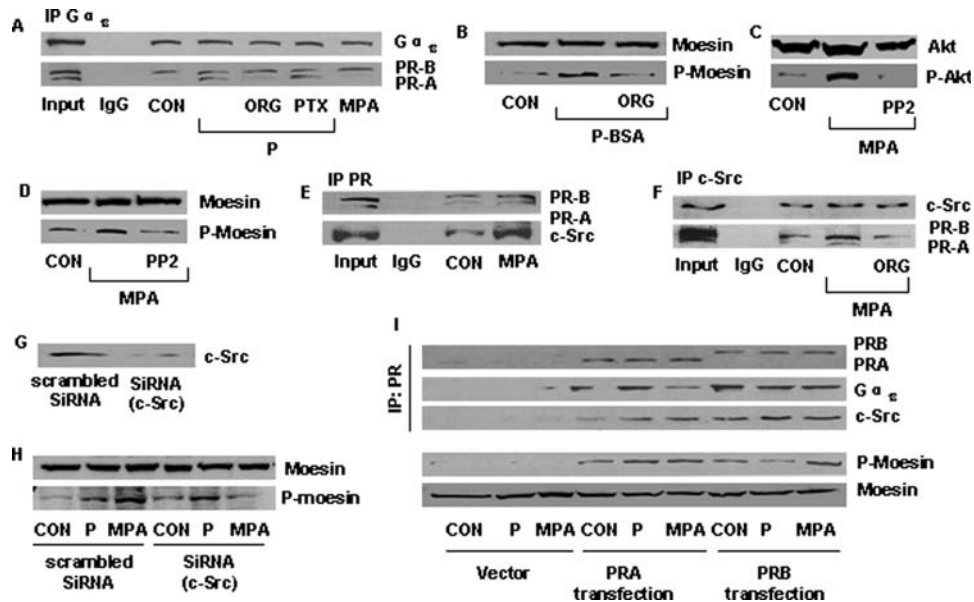 A
IP Gα13
Gα13
PR-B
PR-A
Input IgG CON ORG PTX MPA
P
B
Moesin
P-Moesin
CON ORG
P-BSA
C
Akt
P-Akt
CON PP2
MPA
D
Moesin
P-Moesin
CON PP2
MPA
E
IP PR
PR-B
PR-A
c-Src
Input IgG CON MPA
F
IP c-Src
c-Src
PR-B
PR-A
Input IgG CON ORG
MPA
G
c-Src
scrambled SiRNA
SiRNA (c-Src)
H
Moesin
P-moesin
CON P MPA CON P MPA
scrambled SiRNA
SiRNA (c-Src)
I
IP: PR
PRB
PRA
Gα13
c-Src
P-Moesin
Moesin
CON P MPA CON P MPA CON P MPA
Vector
PRA transfection
PRB transfection